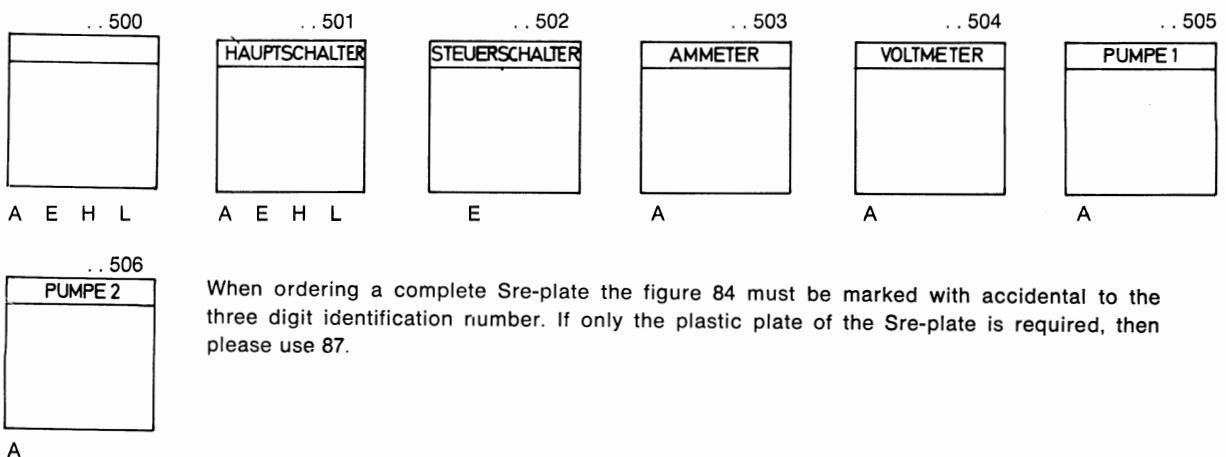 ..500 ..501 ..502 ..503 ..504 ..505
HAUPTSCHALTER STEUERSCHALTER AMMETER VOLTMETER PUMPE 1
A E H L A E H L E A A A
..506
PUMPE 2
When ordering a complete Sre-plate the figure 84 must be marked with accidental to the
three digit identification number. If only the plastic plate of the Sre-plate is required, then
please use 87.
A